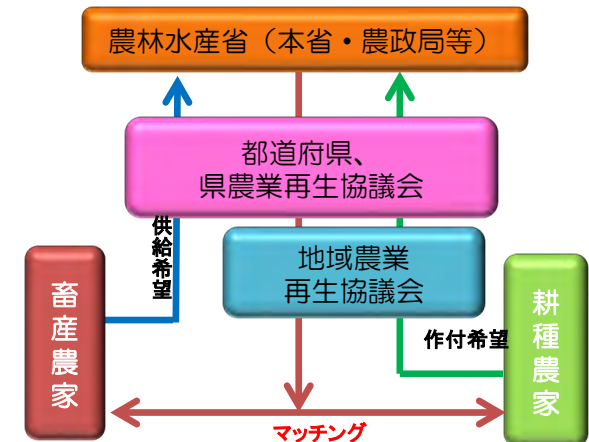 農林水産省（本省・農政局等）
都道府県、
県農業再生協議会
供給希望
地域農業
再生協議会
畜産農家
耕種農家
作付希望
マッチング